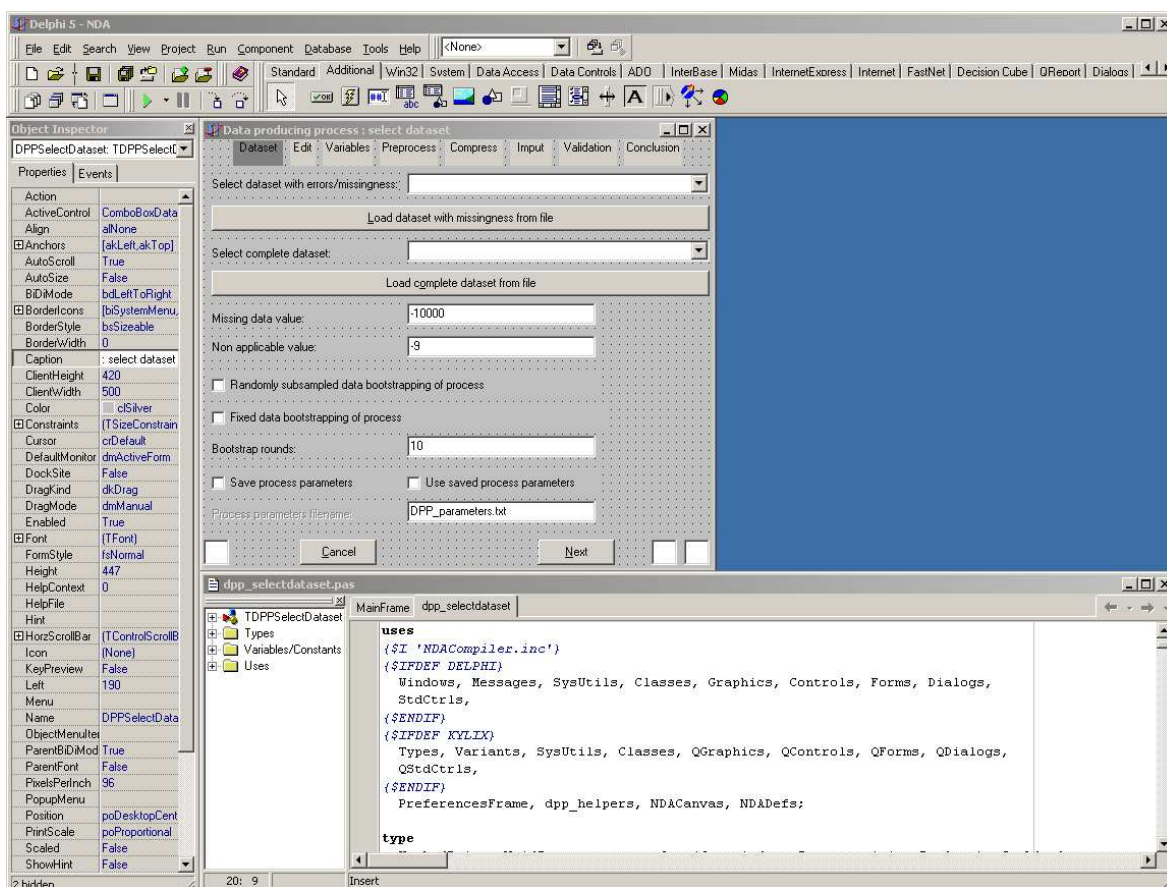 Delphi 5 - NDA
File Edit Search View Project Run Component Database Tools Help <None>
Standard Additional Win32 System Data Access Data Controls ADO InterBase Midas InternetExpress Internet FastNet Decision Cube QReport Dialogs
Object Inspector
DPPSelectDataset: TDPPSelectD
Properties Events
Action
ActiveControl ComboBoxData
Align alNone
Anchors [akLeft,akTop]
AutoScroll True
AutoSize False
BiDiMode bdLeftToRight
BorderIcons [biSystemMenu,
BorderStyle bsSizeable
BorderWidth 0
Caption : select dataset
ClientHeight 420
ClientWidth 500
Color clSilver
Constraints (TSizeConstrain
Cursor crDefault
DefaultMonitor dmActiveForm
DockSite False
DragKind dkDrag
DragMode dmManual
Enabled True
Font (TFont)
FormStyle fsNormal
Height 447
HelpContext 0
HelpFile
Hint
HorzScrollBar (TControlScrollB
Icon (None)
KeyPreview False
Left 190
Menu
Name DPPSelectData
ObjectMenuIter
ParentBiDiMod True
ParentFont False
PixelsPerInch 96
PopupMenu
Position poDesktopCent
PrintScale poProportional
Scaled False
ShowHint False
2 hidden
Data producing process : select dataset
Dataset Edit Variables Preprocess Compress Imput Validation Conclusion
Select dataset with errors/missingness:
Load dataset with missingness from file
Select complete dataset:
Load complete dataset from file
Missing data value: -10000
Non applicable value: -9
Randomly subsampled data bootstrapping of process
Fixed data bootstrapping of process
Bootstrap rounds: 10
Save process parameters Use saved process parameters
Process parameters filename: DPP_parameters.txt
Cancel Next
dpp_selectdataset.pas
MainFrame dpp_selectdataset
TDPPSelectDataset
Types
Variables/Constants
Uses
uses
{$I 'NDACompiler.inc'}
{$IFDEF DELPHI}
Windows, Messages, SysUtils, Classes, Graphics, Controls, Forms, Dialogs,
StdCtrls,
{$ENDIF}
{$IFDEF KYLIX}
Types, Variants, SysUtils, Classes, QGraphics, QControls, QForms, QDialogs,
QStdCtrls,
{$ENDIF}
PreferencesFrame, dpp_helpers, NDACanvas, NDADefs;
type
20: 9 Insert